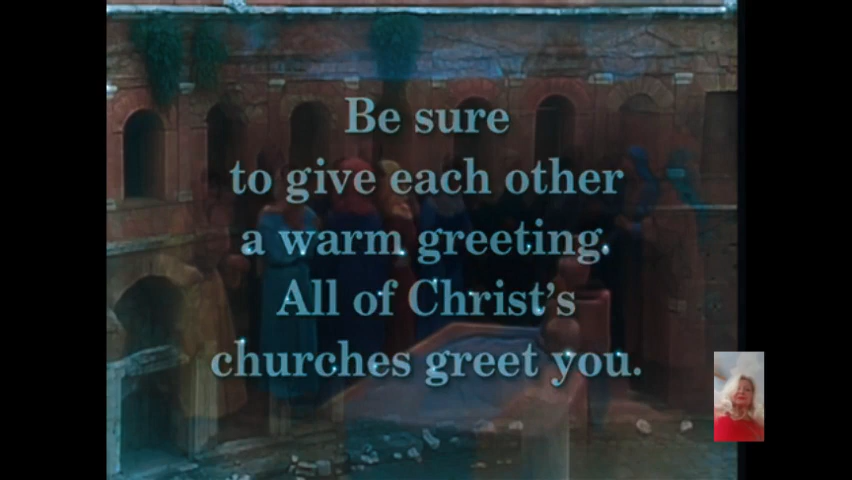 Be sure
to give each other
a warm greeting.
All of Christ's
churches greet you.